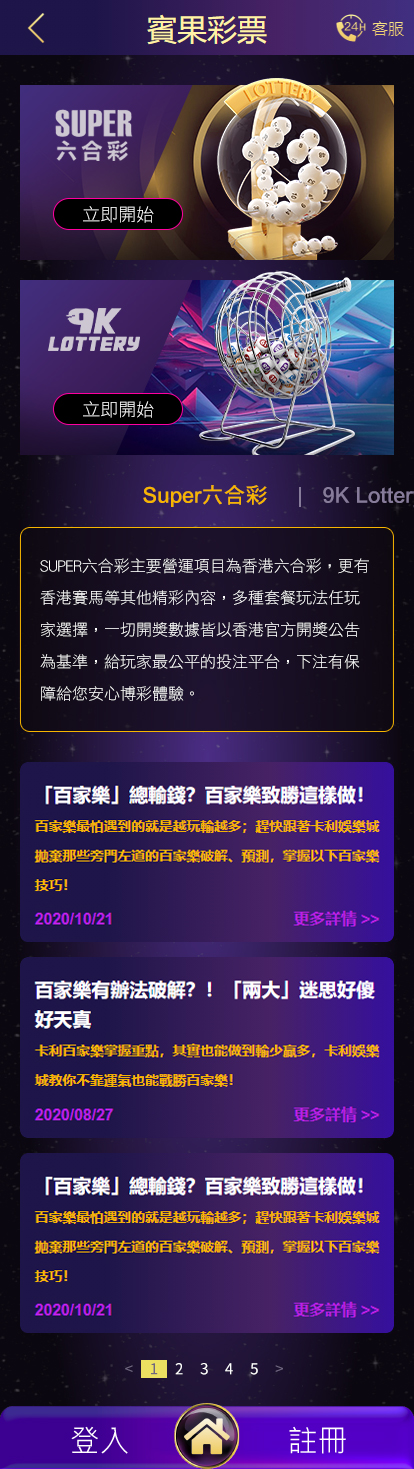 賓果彩票
24H 客服
LOTTERY
SUPER
六合彩
立即開始
9K
LOTTERY
立即開始
Super六合彩 | 9K Lotter
SUPER六合彩主要營運項目為香港六合彩，更有
香港賽馬等其他精彩內容，多種套餐玩法任玩
家選擇，一切開獎數據皆以香港官方開獎公告
為基準，給玩家最公平的投注平台，下注有保
障給您安心博彩體驗。
「百家樂」總輸錢？百家樂致勝這樣做！
百家樂最怕遇到的就是越玩輸越多；趕快跟著卡利娛樂城
拋棄那些旁門左道的百家樂破解、預測，掌握以下百家樂
技巧！
2020/10/21 更多詳情 >>
百家樂有辦法破解？！「兩大」迷思好傻
好天真
卡利百家樂掌握重點，其實也能做到輸少贏多，卡利娛樂
城教你不靠運氣也能戰勝百家樂！
2020/08/27 更多詳情 >>
「百家樂」總輸錢？百家樂致勝這樣做！
百家樂最怕遇到的就是越玩輸越多；趕快跟著卡利娛樂城
拋棄那些旁門左道的百家樂破解、預測，掌握以下百家樂
技巧！
2020/10/21 更多詳情 >>
< 1 2 3 4 5 >
登入 註冊